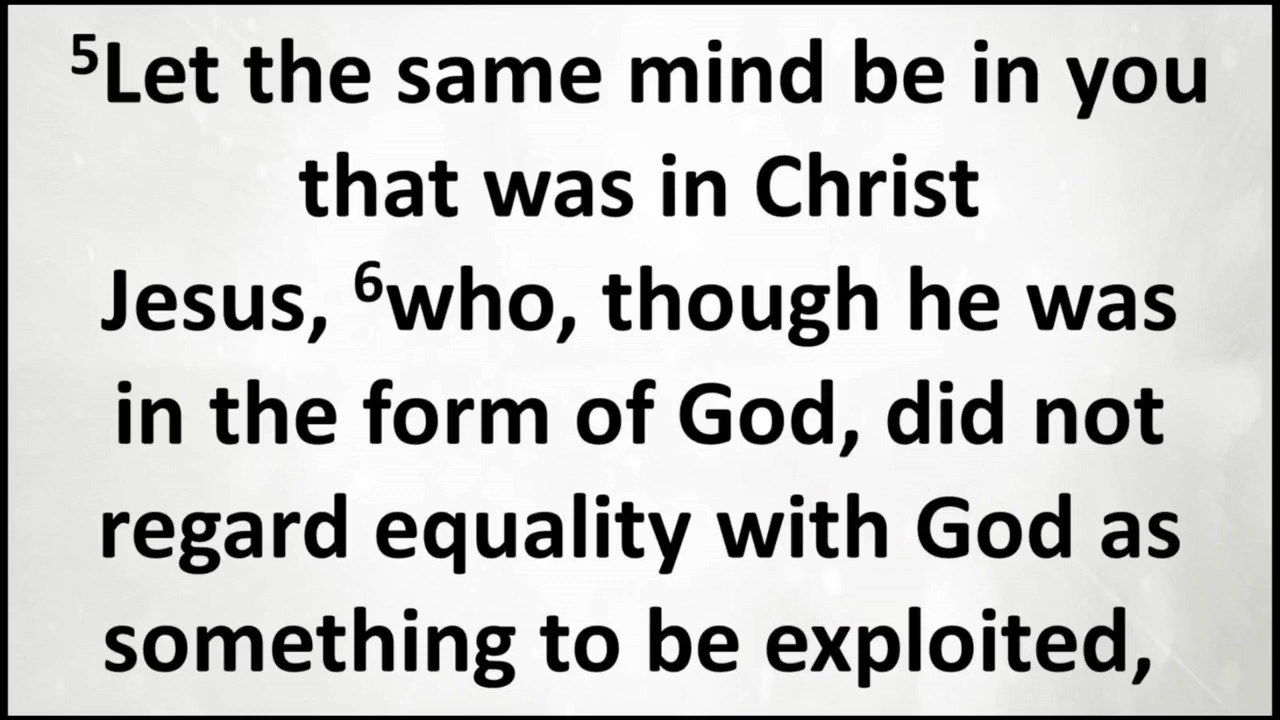 ⁵Let the same mind be in you
that was in Christ
Jesus, ⁶who, though he was
in the form of God, did not
regard equality with God as
something to be exploited,